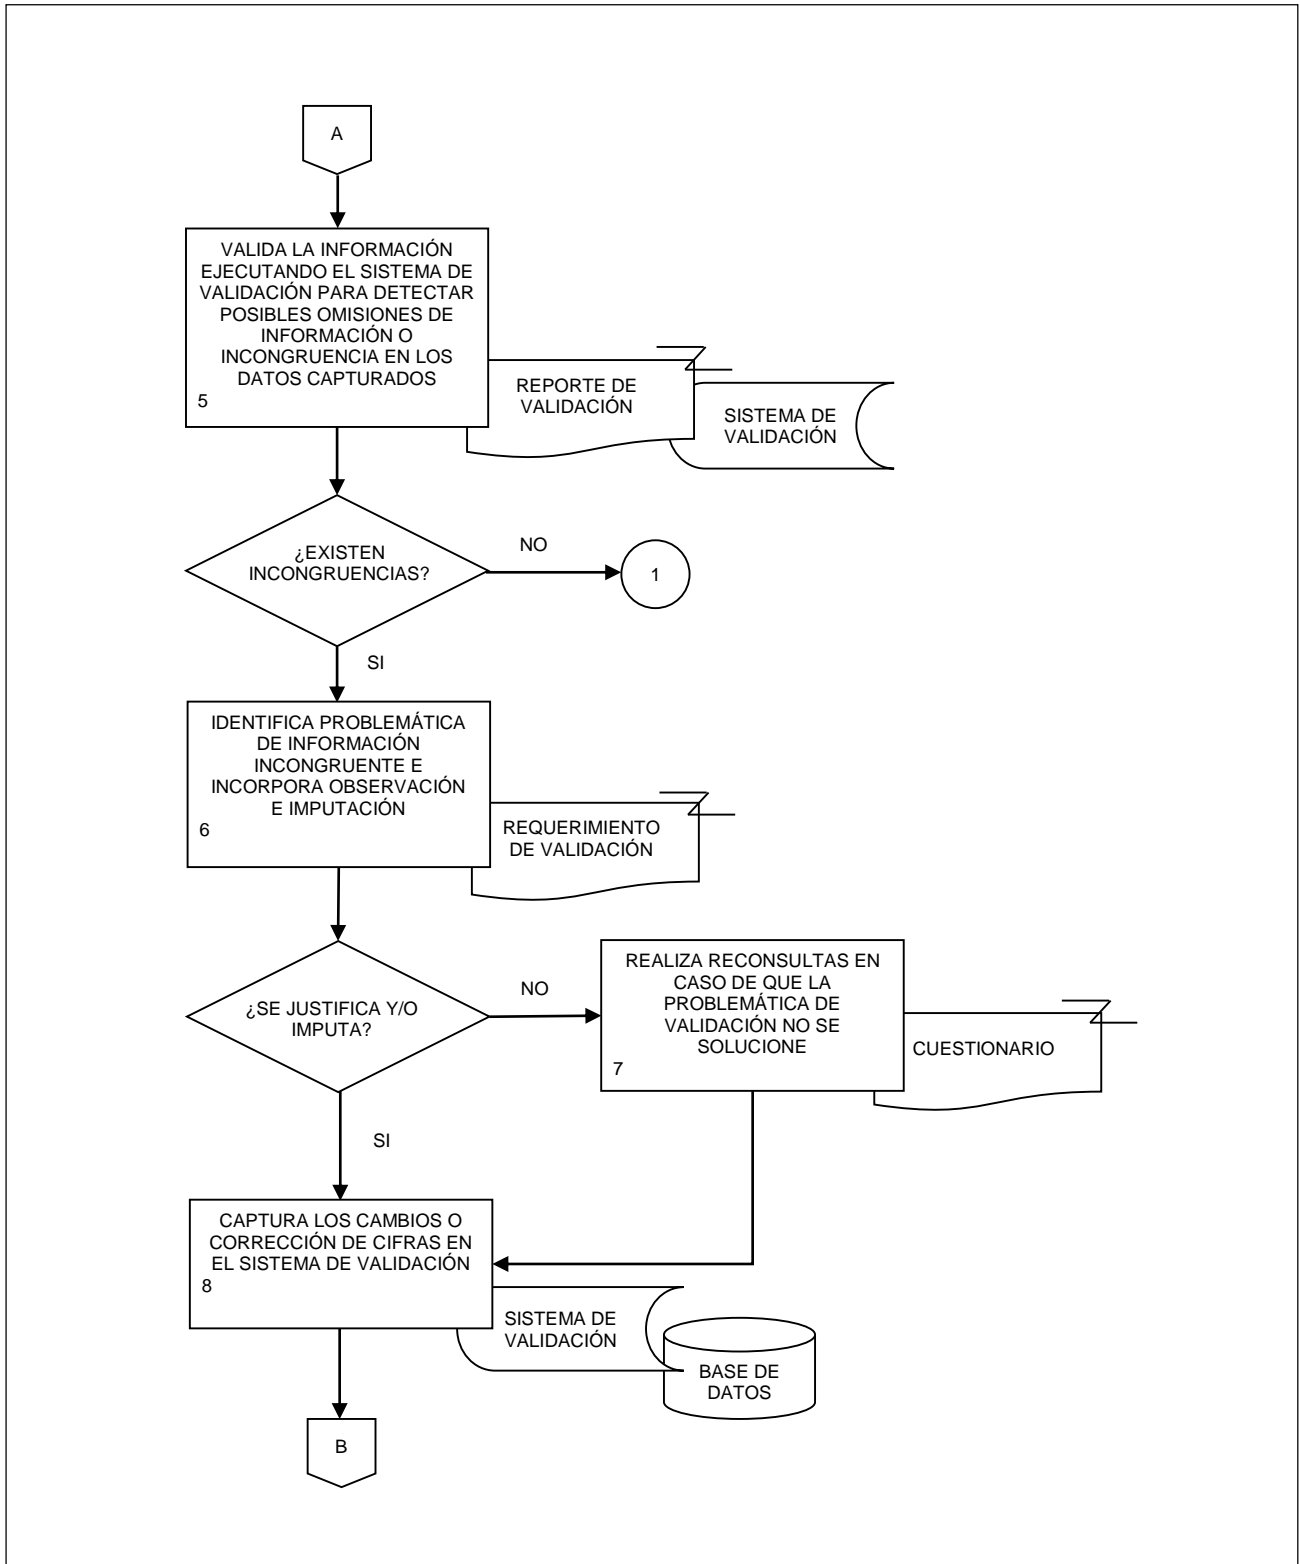 A
VALIDA LA INFORMACIÓN
EJECUTANDO EL SISTEMA DE
VALIDACIÓN PARA DETECTAR
POSIBLES OMISIONES DE
INFORMACIÓN O
INCONGRUENCIA EN LOS
DATOS CAPTURADOS
5
REPORTE DE
VALIDACIÓN
SISTEMA DE
VALIDACIÓN
¿EXISTEN
INCONGRUENCIAS?
NO
1
SI
IDENTIFICA PROBLEMÁTICA
DE INFORMACIÓN
INCONGRUENTE E
INCORPORA OBSERVACIÓN
E IMPUTACIÓN
6
REQUERIMIENTO
DE VALIDACIÓN
¿SE JUSTIFICA Y/O
IMPUTA?
NO
REALIZA RECONSULTAS EN
CASO DE QUE LA
PROBLEMÁTICA DE
VALIDACIÓN NO SE
SOLUCIONE
7
CUESTIONARIO
SI
CAPTURA LOS CAMBIOS O
CORRECCIÓN DE CIFRAS EN
EL SISTEMA DE VALIDACIÓN
8
SISTEMA DE
VALIDACIÓN
BASE DE
DATOS
B